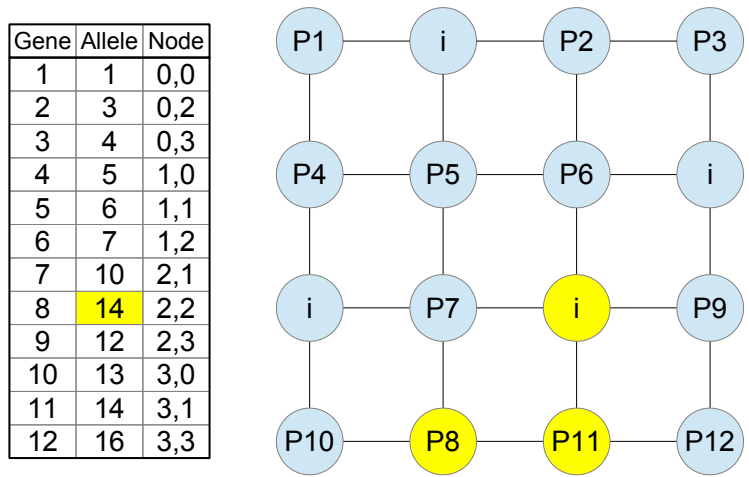 Gene Allele Node
1 1 0,0
2 3 0,2
3 4 0,3
4 5 1,0
5 6 1,1
6 7 1,2
7 10 2,1
8 14 2,2
9 12 2,3
10 13 3,0
11 14 3,1
12 16 3,3
P1 i P2 P3
P4 P5 P6 i
i P7 i P9
P10 P8 P11 P12